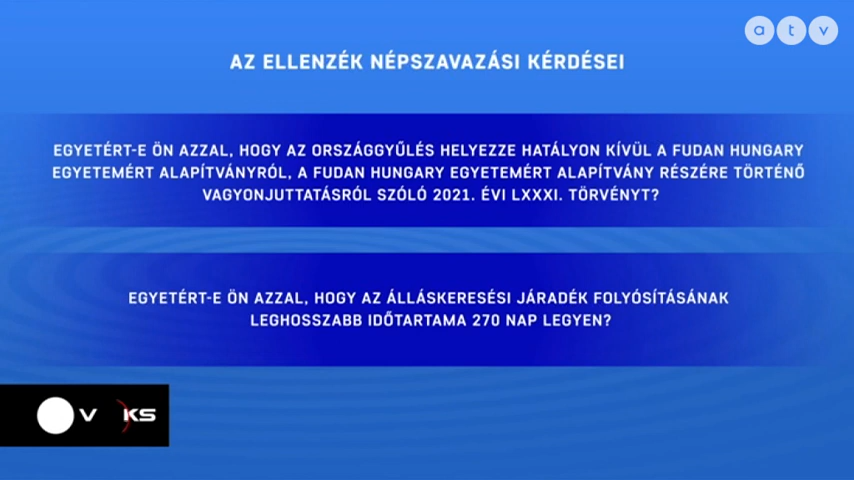 atv
AZ ELLENZÉK NÉPSZAVAZÁSI KÉRDÉSEI
EGYETÉRT-E ÖN AZZAL, HOGY AZ ORSZÁGGYŰLÉS HELYEZZE HATÁLYON KÍVÜL A FUDAN HUNGARY
EGYETEMÉRT ALAPÍTVÁNYRÓL, A FUDAN HUNGARY EGYETEMÉRT ALAPÍTVÁNY RÉSZÉRE TÖRTÉNŐ
VAGYONJUTTATÁSRÓL SZÓLÓ 2021. ÉVI LXXXI. TÖRVÉNYT?
EGYETÉRT-E ÖN AZZAL, HOGY AZ ÁLLÁSKERESÉSI JÁRADÉK FOLYÓSÍTÁSÁNAK
LEGHOSSZABB IDŐTARTAMA 270 NAP LEGYEN?
V KS